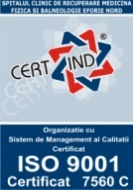 SPITALUL CLINIC DE RECUPERARE MEDICINA
FIZICA SI BALNEOLOGIE EFORIE NORD
CERT IND
Organizatie cu
Sistem de Management al Calitatii
Certificat
ISO 9001
Certificat 7560 C